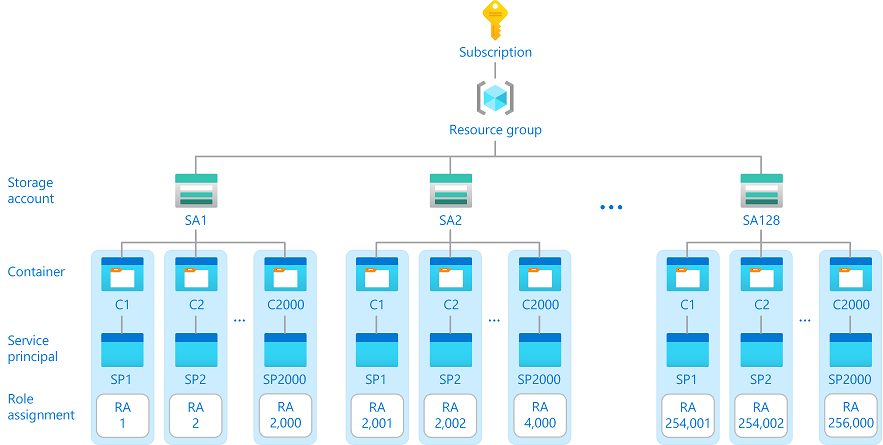 Subscription
Resource group
Storage
account
SA1
SA2
...
SA128
Container
C1
C2
...
C2000
C1
C2
...
C2000
C1
C2
...
C2000
Service
principal
SP1
SP2
SP2000
SP1
SP2
SP2000
SP1
SP2
SP2000
Role
assignment
RA
1
RA
2
RA
2,000
RA
2,001
RA
2,002
RA
4,000
RA
254,001
RA
254,002
RA
256,000